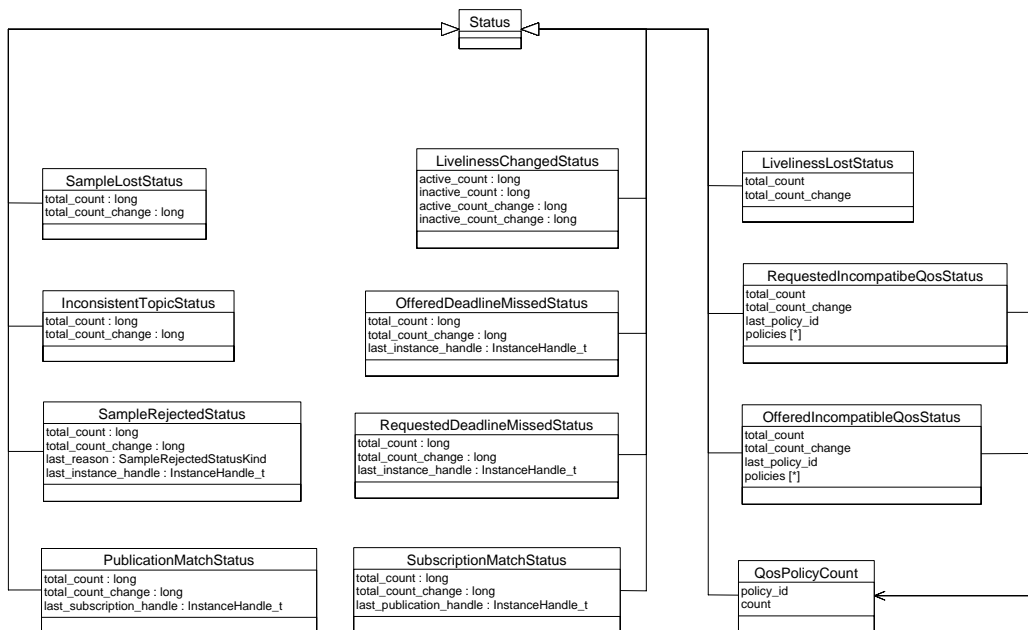 Status
SampleLostStatus
total_count : long
total_count_change : long
LivelinessChangedStatus
active_count : long
inactive_count : long
active_count_change : long
inactive_count_change : long
LivelinessLostStatus
total_count
total_count_change
InconsistentTopicStatus
total_count : long
total_count_change : long
OfferedDeadlineMissedStatus
total_count : long
total_count_change : long
last_instance_handle : InstanceHandle_t
RequestedIncompatibeQosStatus
total_count
total_count_change
last_policy_id
policies [*]
SampleRejectedStatus
total_count : long
total_count_change : long
last_reason : SampleRejectedStatusKind
last_instance_handle : InstanceHandle_t
RequestedDeadlineMissedStatus
total_count : long
total_count_change : long
last_instance_handle : InstanceHandle_t
OfferedIncompatibleQosStatus
total_count
total_count_change
last_policy_id
policies [*]
PublicationMatchStatus
total_count : long
total_count_change : long
last_subscription_handle : InstanceHandle_t
SubscriptionMatchStatus
total_count : long
total_count_change : long
last_publication_handle : InstanceHandle_t
QosPolicyCount
policy_id
count